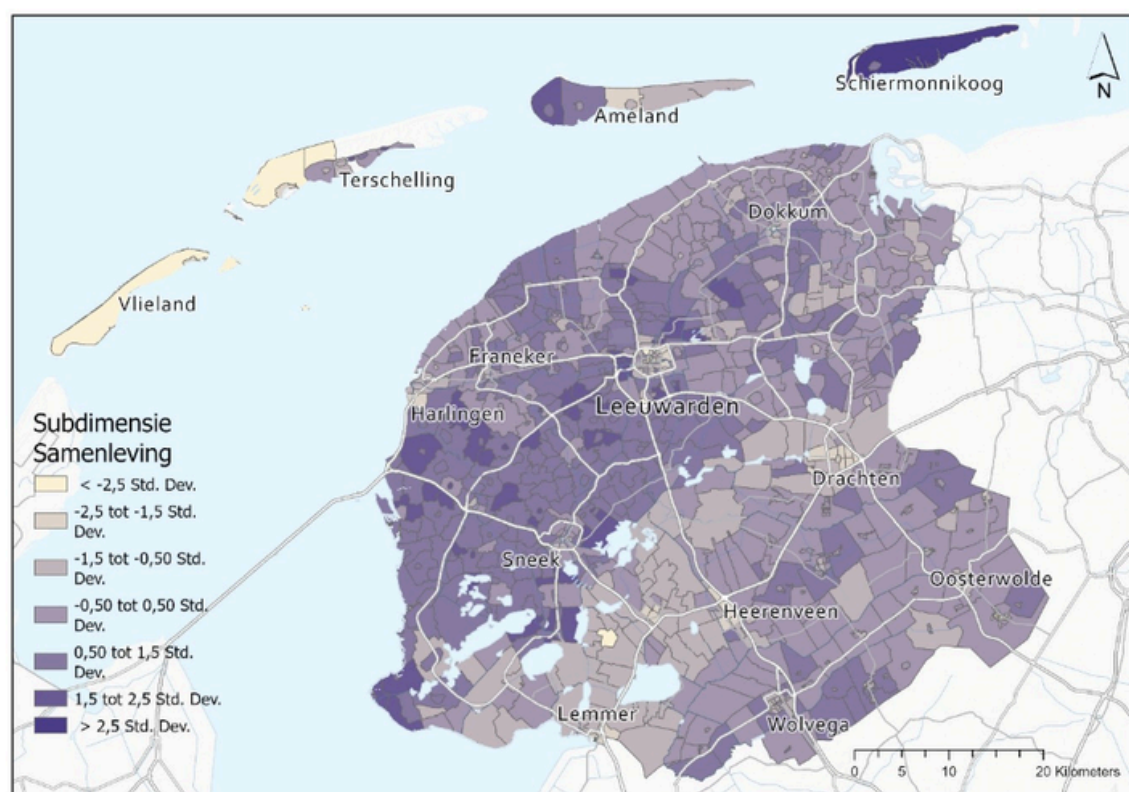 Schiermonnikoog
N
Ameland
Terschelling
Dokkum
Vlieland
Franeker
Leeuwarden
Harlingen
Subdimensie
Samenleving
< -2,5 Std. Dev.
-2,5 tot -1,5 Std.
Dev.
-1,5 tot -0,50 Std.
Dev.
-0,50 tot 0,50 Std.
Dev.
0,50 tot 1,5 Std.
Dev.
1,5 tot 2,5 Std. Dev.
> 2,5 Std. Dev.
Drachten
Sneek
Oosterwolde
Heerenveen
Lemmer
Wolvega
0 5 10 20 Kilometers